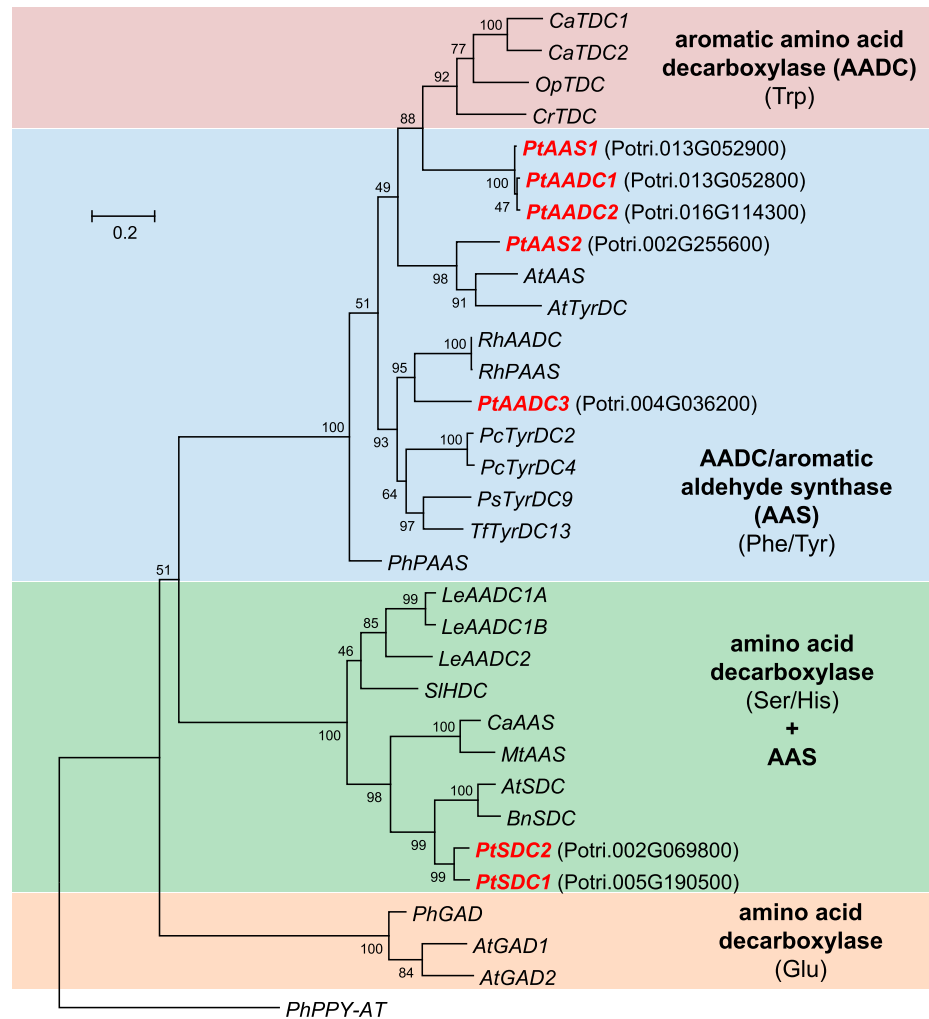 CaTDC1
100
CaTDC2
77
OpTDC
92
CrTDC
88
aromatic amino acid
decarboxylase (AADC)
(Trp)
PtAAS1 (Potri.013G052900)
PtAADC1 (Potri.013G052800)
100
PtAADC2 (Potri.016G114300)
47
49
0.2
PtAAS2 (Potri.002G255600)
98
AtAAS
91
AtTyrDC
51
RhAADC
100
RhPAAS
95
PtAADC3 (Potri.004G036200)
93
PcTyrDC2
100
PcTyrDC4
100
64
PsTyrDC9
97
TfTyrDC13
PhPAAS
AADC/aromatic
aldehyde synthase
(AAS)
(Phe/Tyr)
51
LeAADC1A
99
LeAADC1B
85
LeAADC2
46
SlHDC
100
CaAAS
100
MtAAS
98
AtSDC
100
BnSDC
99
PtSDC2 (Potri.002G069800)
99
PtSDC1 (Potri.005G190500)
amino acid
decarboxylase
(Ser/His)
+
AAS
PhGAD
100
AtGAD1
84
AtGAD2
amino acid
decarboxylase
(Glu)
PhPPY-AT